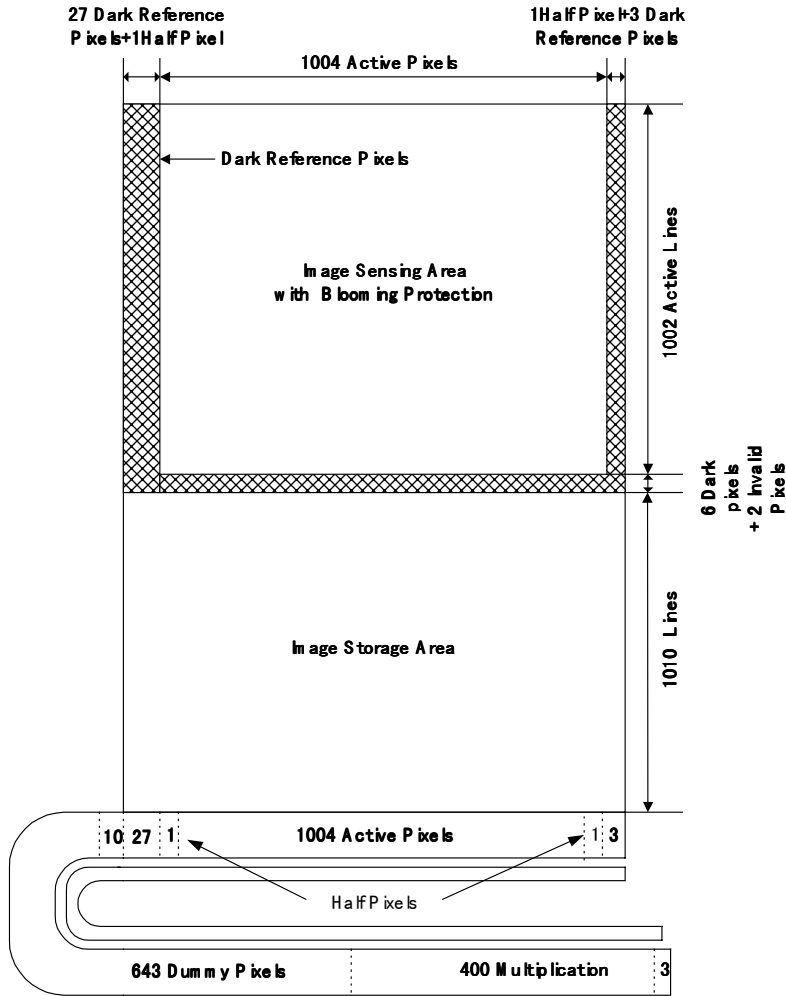 27 Dark Reference
Pixels+1Half Pixel
1Half Pixel+3 Dark
Reference Pixels
1004 Active Pixels
Dark Reference Pixels
Image Sensing Area
with Blooming Protection
1002 Active Lines
6 Dark
pixels
+ 2 Invalid
Pixels
Image Storage Area
1010 Lines
10 27 1 1004 Active Pixels 1 3
Half Pixels
643 Dummy Pixels 400 Multiplication 3